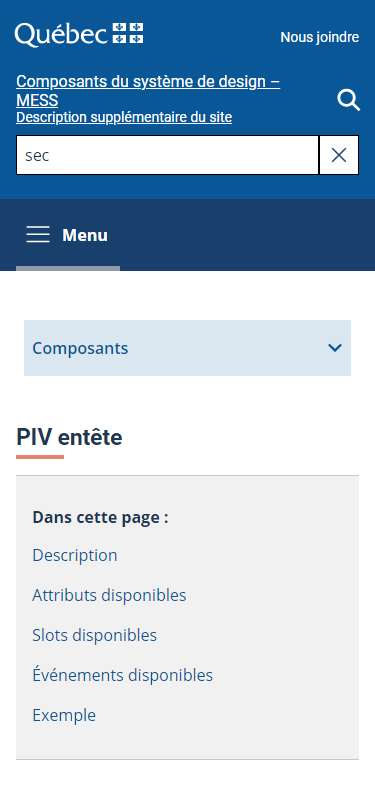 Québec
Nous joindre
Composants du système de design –
MESS
Description supplémentaire du site
sec
Menu
Composants
PIV entête
Dans cette page :
Description
Attributs disponibles
Slots disponibles
Événements disponibles
Exemple